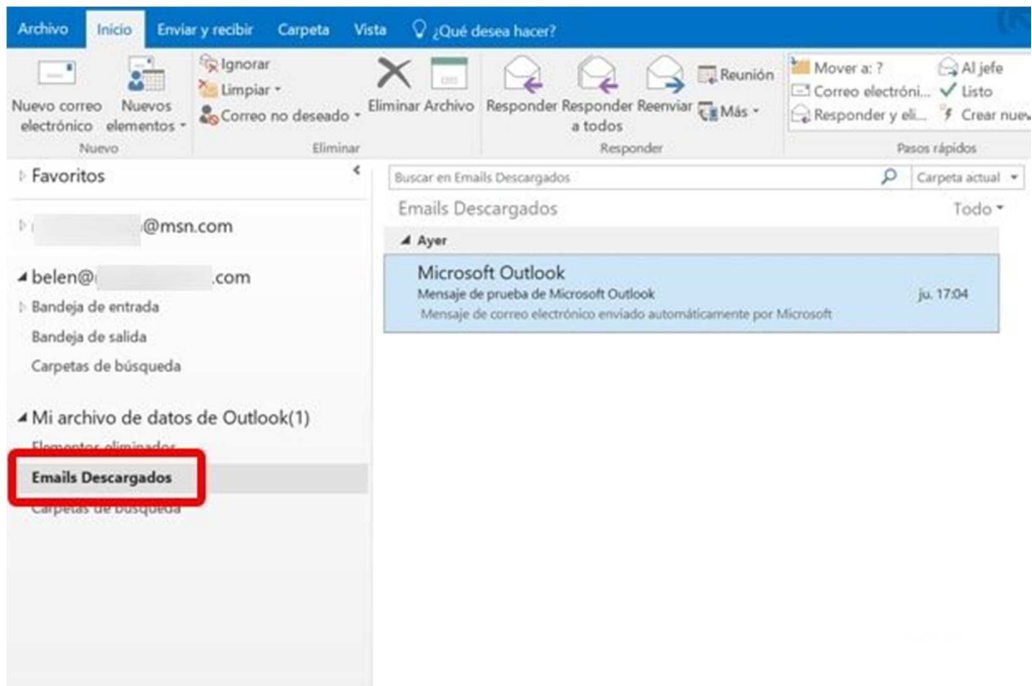 Archivo Inicio Enviar y recibir Carpeta Vista ¿Qué desea hacer?
Nuevo correo electrónico
Nuevos elementos
Nuevo
Ignorar
Limpiar
Correo no deseado
Eliminar
Archivo
Eliminar
Responder
Responder a todos
Reenviar
Reunión
Más
Responder
Mover a: ?
Correo electróni...
Responder y eli...
Al jefe
Listo
Crear nuev
Pasos rápidos
Favoritos
@msn.com
belen@ .com
Bandeja de entrada
Bandeja de salida
Carpetas de búsqueda
Mi archivo de datos de Outlook(1)
Elementos eliminados
Emails Descargados
Carpetas de búsqueda
Buscar en Emails Descargados
Carpeta actual
Emails Descargados
Todo
Ayer
Microsoft Outlook
Mensaje de prueba de Microsoft Outlook
ju. 17:04
Mensaje de correo electrónico enviado automáticamente por Microsoft